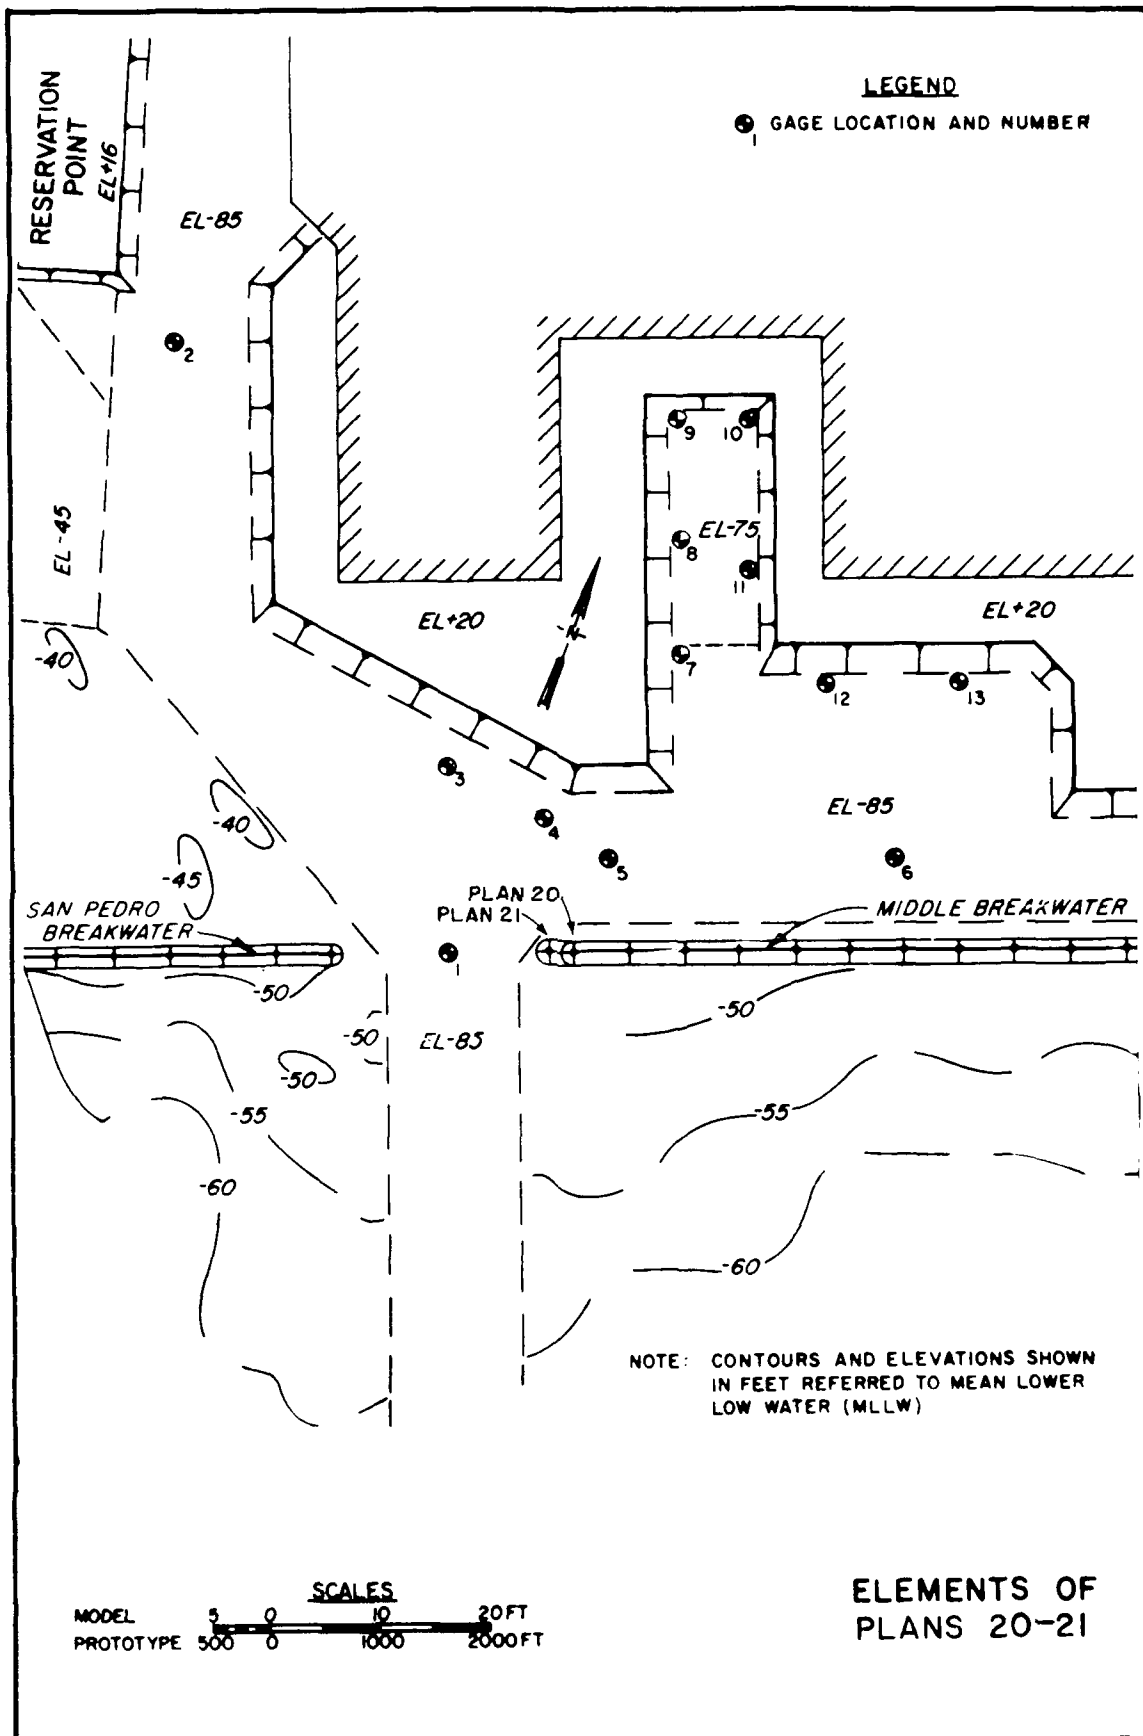 LEGEND
1 GAGE LOCATION AND NUMBER
RESERVATION
POINT
EL+16
EL-85
2
9
10
EL-75
8
11
EL-45
EL+20
N
EL+20
-40
7
12
13
3
-40
EL-85
4
-45
5
6
PLAN 20
PLAN 21
SAN PEDRO
BREAKWATER
MIDDLE BREAKWATER
1
-50
-50
-50
EL-85
-50
-55
-55
-60
-60
NOTE: CONTOURS AND ELEVATIONS SHOWN
IN FEET REFERRED TO MEAN LOWER
LOW WATER (MLLW)
SCALES
MODEL 5 0 10 20 FT
PROTOTYPE 500 0 1000 2000 FT
ELEMENTS OF
PLANS 20-21